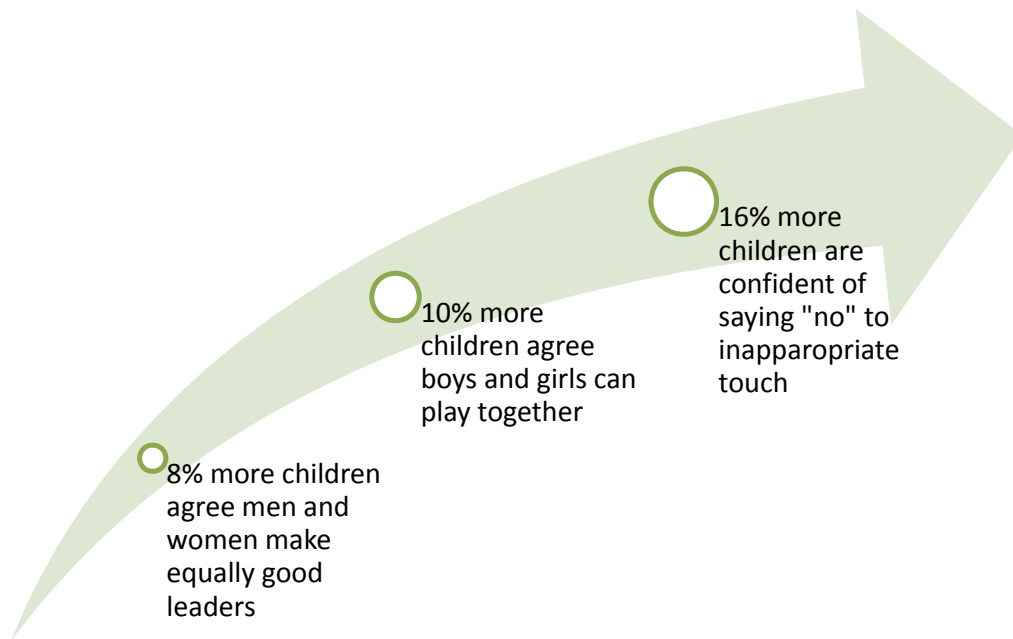 8% more children
agree men and
women make
equally good
leaders
10% more
children agree
boys and girls can
play together
16% more
children are
confident of
saying "no" to
inapparopriate
touch